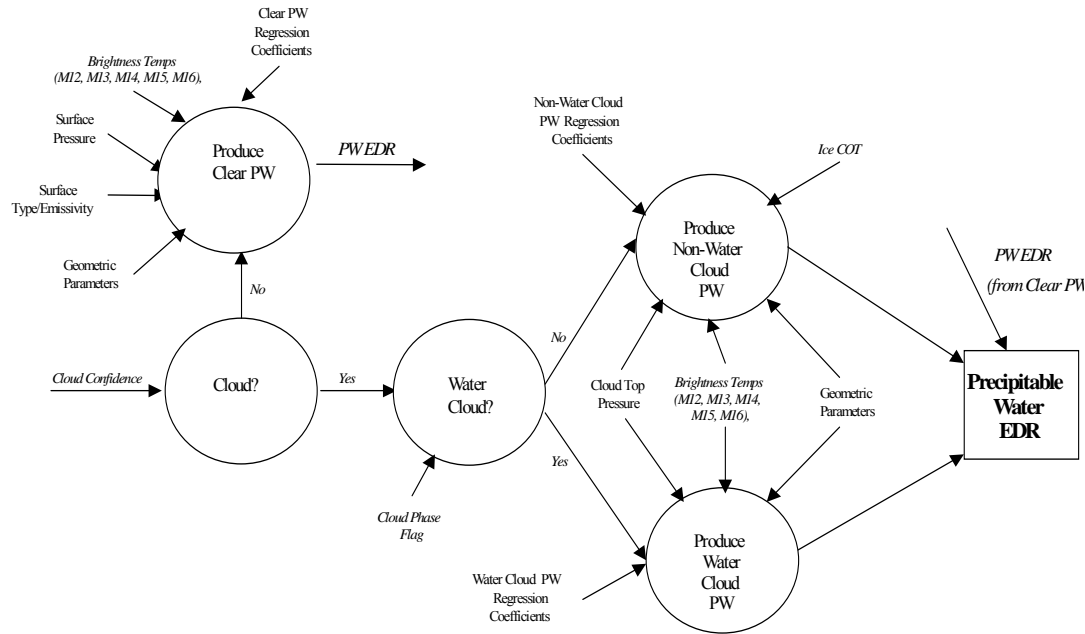 Clear PW
Regression
Coefficients
Brightness Temps
(M12, M13, M14, M15, M16),
Surface
Pressure
Produce
Clear PW
PW EDR
Surface
Type/Emissivity
Geometric
Parameters
No
Cloud Confidence
Cloud?
Yes
Water
Cloud?
Cloud Phase
Flag
No
Yes
Non-Water Cloud
PW Regression
Coefficients
Ice COT
Produce
Non-Water
Cloud
PW
Cloud Top
Pressure
Brightness Temps
(M12, M13, M14,
M15, M16),
Geometric
Parameters
Water Cloud PW
Regression
Coefficients
Produce
Water
Cloud
PW
PW EDR
(from Clear PW
Precipitable
Water
EDR